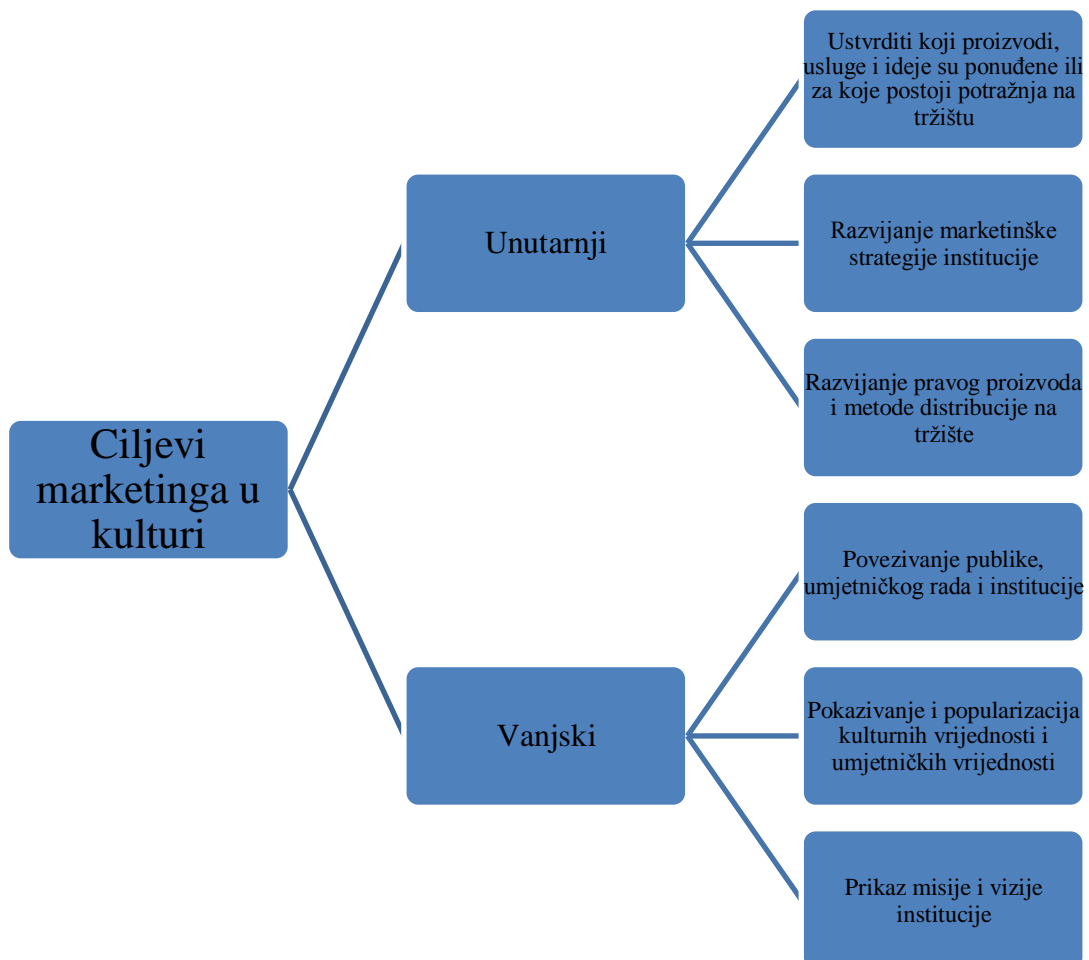 Ciljevi
marketinga u
kulturi
Unutarnji
Ustvrditi koji proizvodi,
usluge i ideje su ponuđene ili
za koje postoji potražnja na
tržištu
Razvijanje marketinške
strategije institucije
Razvijanje pravog proizvoda
i metode distribucije na
tržište
Vanjski
Povezivanje publike,
umjetničkog rada i institucije
Pokazivanje i popularizacija
kulturnih vrijednosti i
umjetničkih vrijednosti
Prikaz misije i vizije
institucije